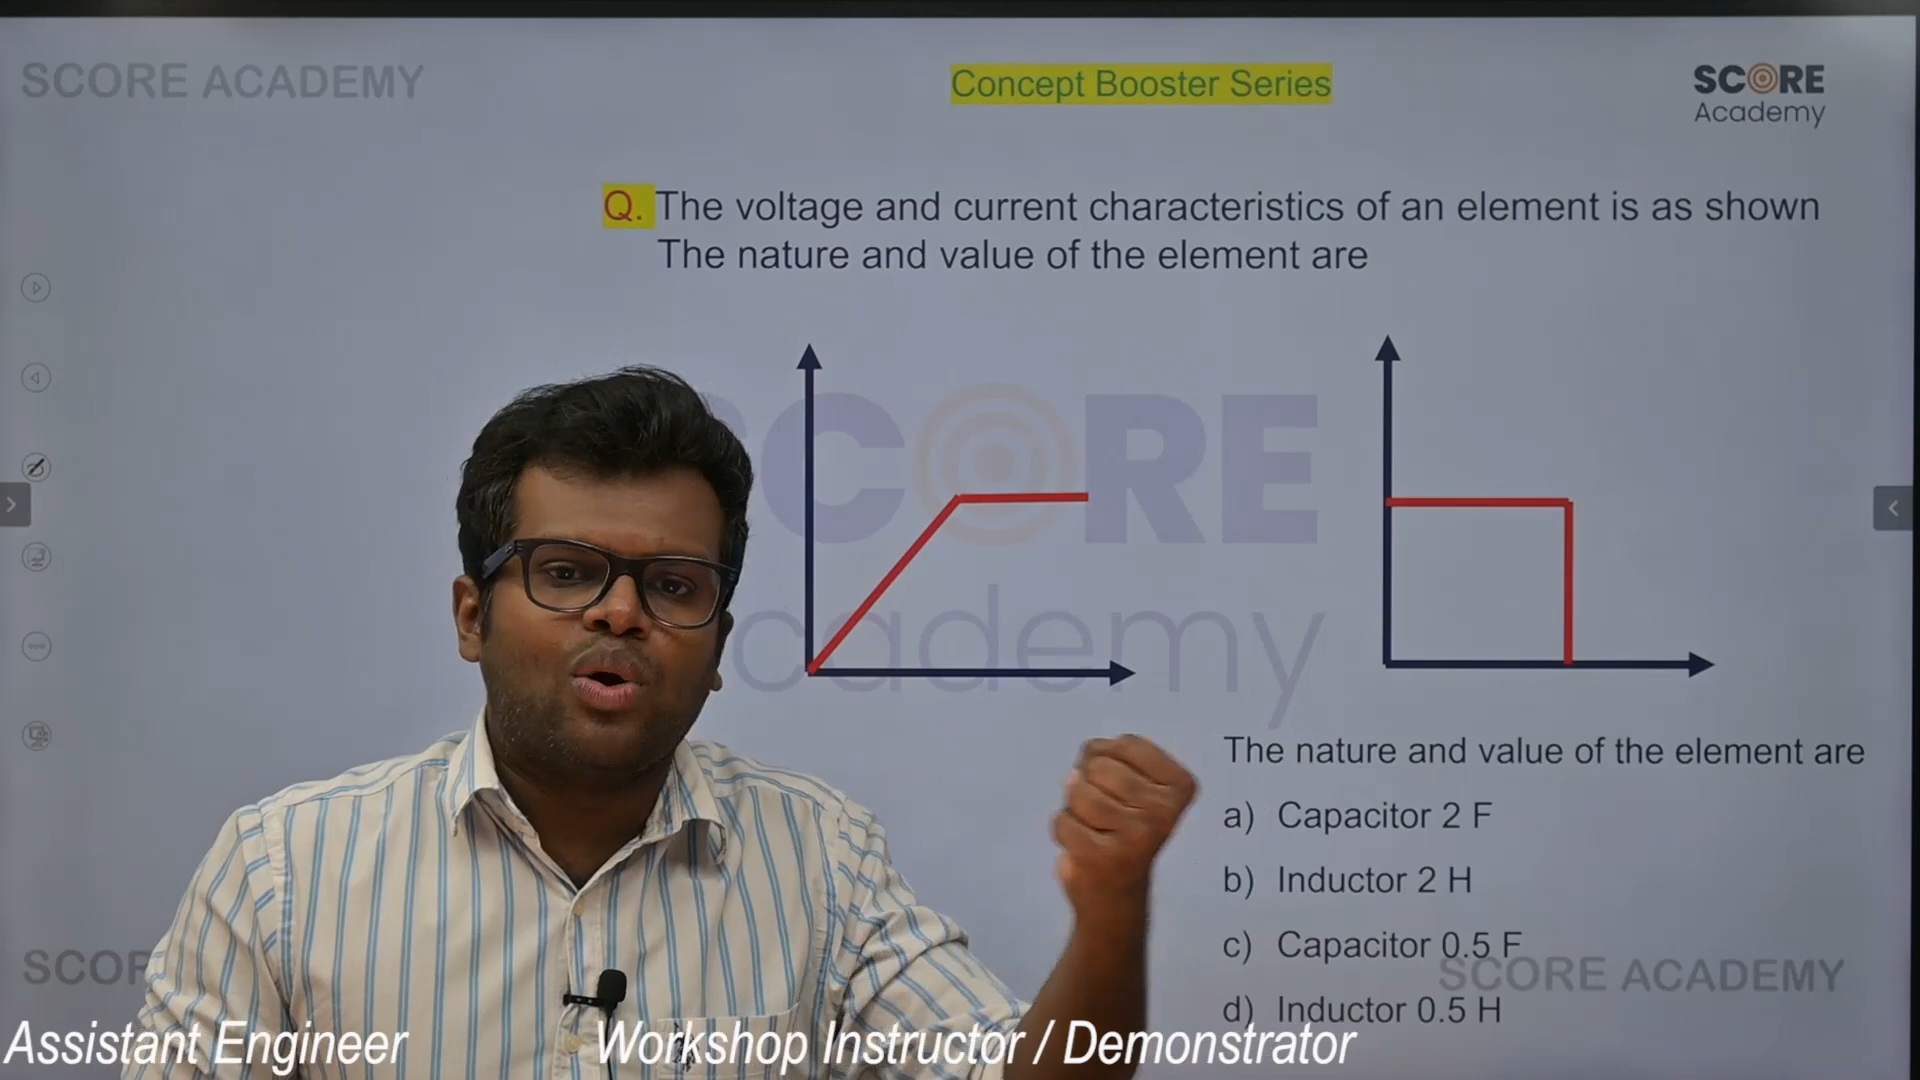 SCORE ACADEMY
Concept Booster Series
SCORE
Academy
Q. The voltage and current characteristics of an element is as shown
The nature and value of the element are
SCORE
Academy
The nature and value of the element are
a) Capacitor 2 F
b) Inductor 2 H
c) Capacitor 0.5 F
SCORE ACADEMY
d) Inductor 0.5 H
Assistant Engineer
Workshop Instructor / Demonstrator